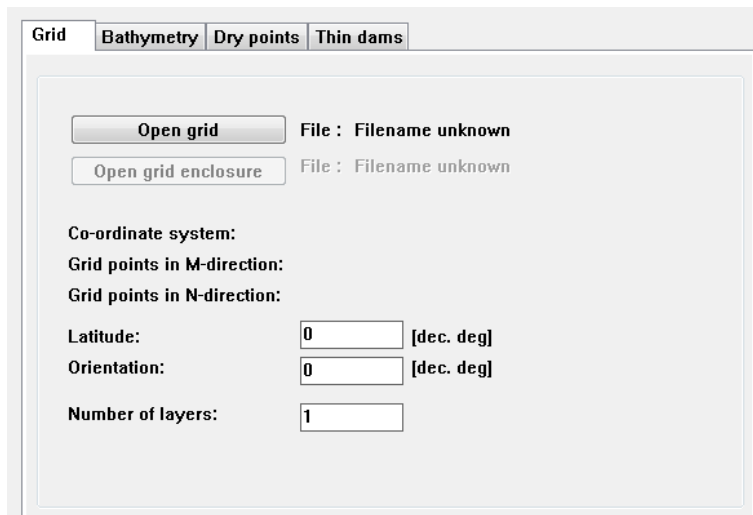 Grid Bathymetry Dry points Thin dams
Open grid File : Filename unknown
Open grid enclosure File : Filename unknown
Co-ordinate system:
Grid points in M-direction:
Grid points in N-direction:
Latitude: 0 [dec. deg]
Orientation: 0 [dec. deg]
Number of layers: 1